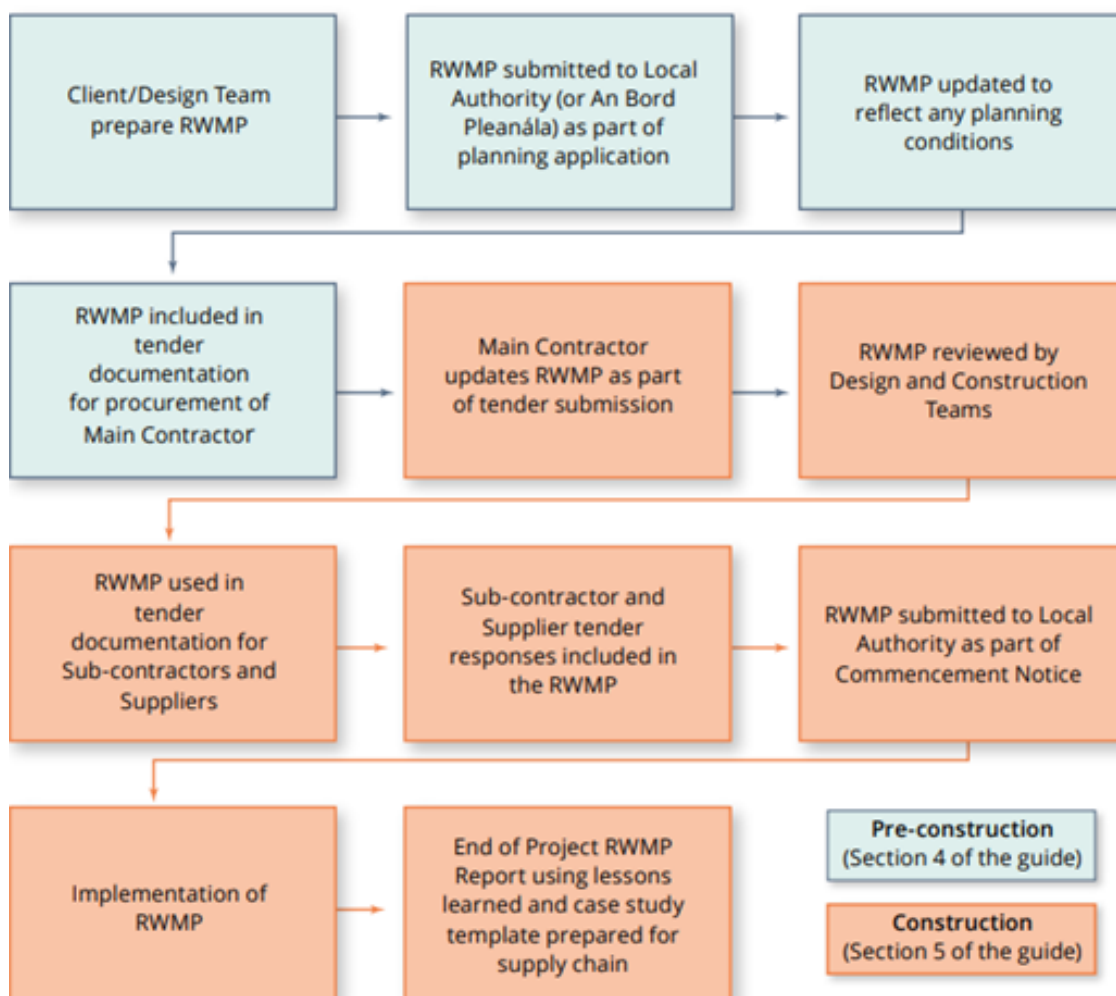 Client/Design Team
prepare RWMP
RWMP submitted to Local
Authority (or An Bord
Pleanála) as part of
planning application
RWMP updated to
reflect any planning
conditions
RWMP included in
tender
documentation
for procurement of
Main Contractor
Main Contractor
updates RWMP as part
of tender submission
RWMP reviewed by
Design and Construction
Teams
RWMP used in
tender
documentation for
Sub-contractors and
Suppliers
Sub-contractor and
Supplier tender
responses included in
the RWMP
RWMP submitted to Local
Authority as part of
Commencement Notice
Implementation of
RWMP
End of Project RWMP
Report using lessons
learned and case study
template prepared for
supply chain
Pre-construction
(Section 4 of the guide)
Construction
(Section 5 of the guide)